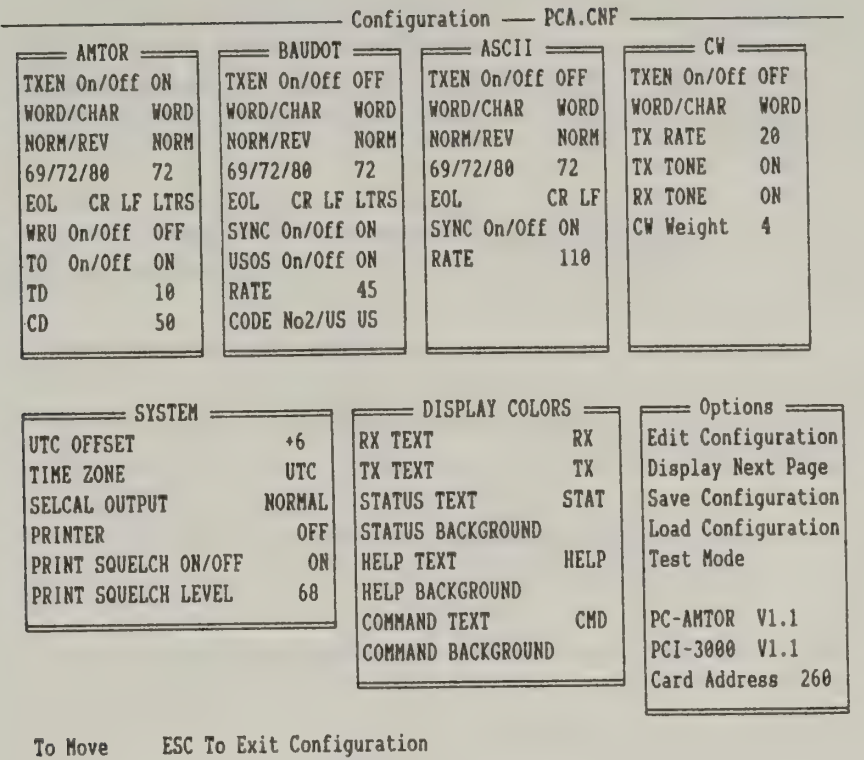 Configuration — PCA.CNF
AMTOR
TXEN On/Off ON
WORD/CHAR WORD
NORM/REV NORM
69/72/80 72
EOL CR LF LTRS
WRU On/Off OFF
TO On/Off ON
TD 10
CD 50
BAUDOT
TXEN On/Off OFF
WORD/CHAR WORD
NORM/REV NORM
69/72/80 72
EOL CR LF LTRS
SYNC On/Off ON
USOS On/Off ON
RATE 45
CODE No2/US US
ASCII
TXEN On/Off OFF
WORD/CHAR WORD
NORM/REV NORM
69/72/80 72
EOL CR LF
SYNC On/Off ON
RATE 110
CW
TXEN On/Off OFF
WORD/CHAR WORD
TX RATE 20
TX TONE ON
RX TONE ON
CW Weight 4
SYSTEM
UTC OFFSET +6
TIME ZONE UTC
SELCAL OUTPUT NORMAL
PRINTER OFF
PRINT SQUELCH ON/OFF ON
PRINT SQUELCH LEVEL 68
DISPLAY COLORS
RX TEXT RX
TX TEXT TX
STATUS TEXT STAT
STATUS BACKGROUND
HELP TEXT HELP
HELP BACKGROUND
COMMAND TEXT CMD
COMMAND BACKGROUND
Options
Edit Configuration
Display Next Page
Save Configuration
Load Configuration
Test Mode
PC-AMTOR V1.1
PCI-3000 V1.1
Card Address 260
To Move ESC To Exit Configuration